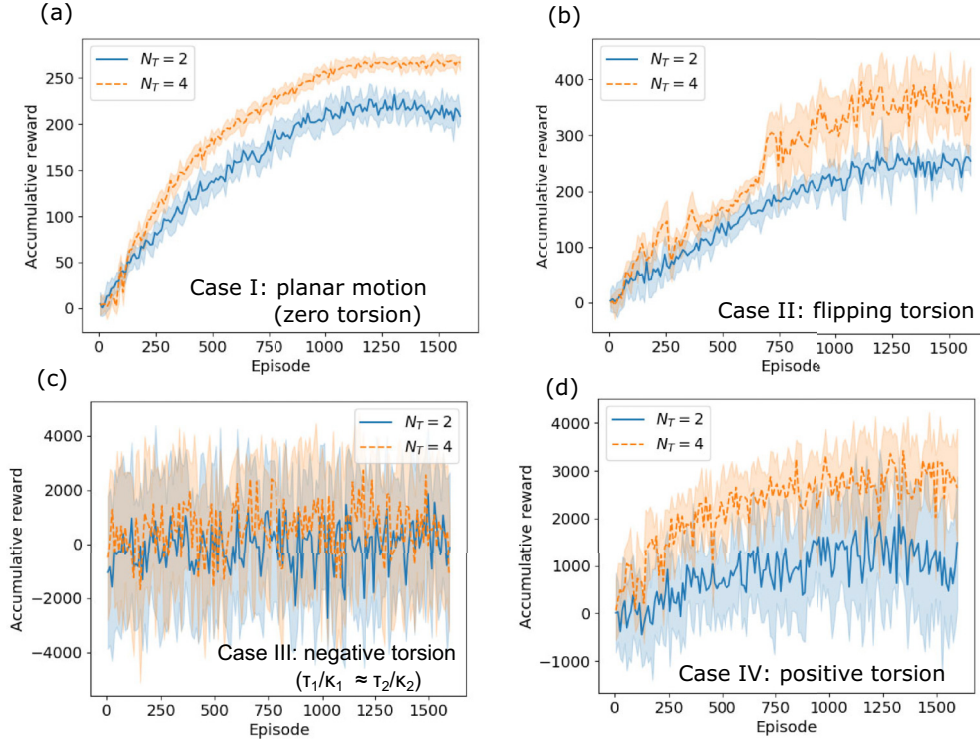 (a)
N_T = 2
N_T = 4
250
200
150
100
50
0
Accumulative reward
Case I: planar motion
(zero torsion)
0 250 500 750 1000 1250 1500
Episode
(b)
N_T = 2
N_T = 4
400
300
200
100
0
Accumulative reward
Case II: flipping torsion
0 250 500 750 1000 1250 1500
Episode
(c)
N_T = 2
N_T = 4
4000
2000
0
−2000
−4000
Accumulative reward
Case III: negative torsion
(τ₁/κ₁ ≈ τ₂/κ₂)
0 250 500 750 1000 1250 1500
Episode
(d)
N_T = 2
N_T = 4
4000
3000
2000
1000
0
−1000
Accumulative reward
Case IV: positive torsion
0 250 500 750 1000 1250 1500
Episode